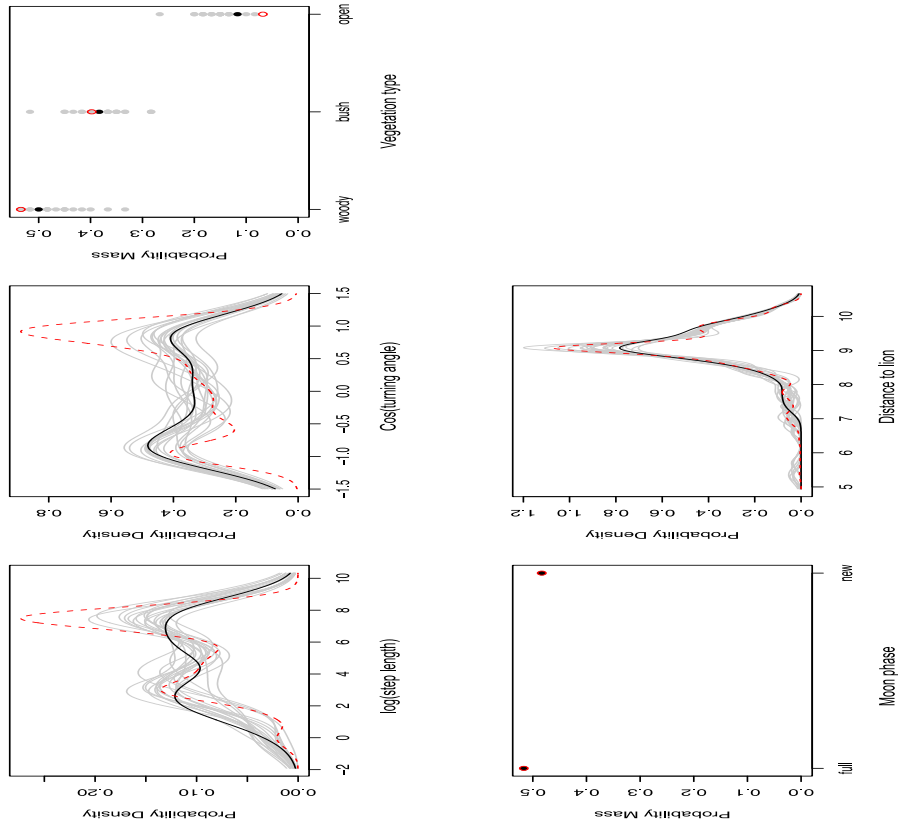 Probability Density
0.20
0.10
0.00
−2 0 2 4 6 8 10
log(step length)
Probability Density
0.8
0.6
0.4
0.2
0.0
−1.5 −1.0 −0.5 0.0 0.5 1.0 1.5
Cos(turning angle)
Probability Mass
0.5
0.4
0.3
0.2
0.1
0.0
woody bush open
Vegetation type
Probability Mass
0.5
0.4
0.3
0.2
0.1
0.0
full new
Moon phase
Probability Density
1.2
1.0
0.8
0.6
0.4
0.2
0.0
5 6 7 8 9 10
Distance to lion